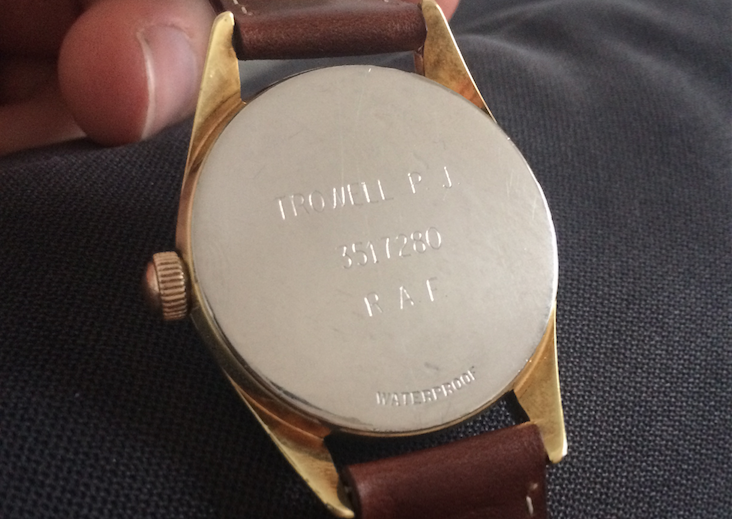 TROWELL P J
3517280
R A F
WATERPROOF